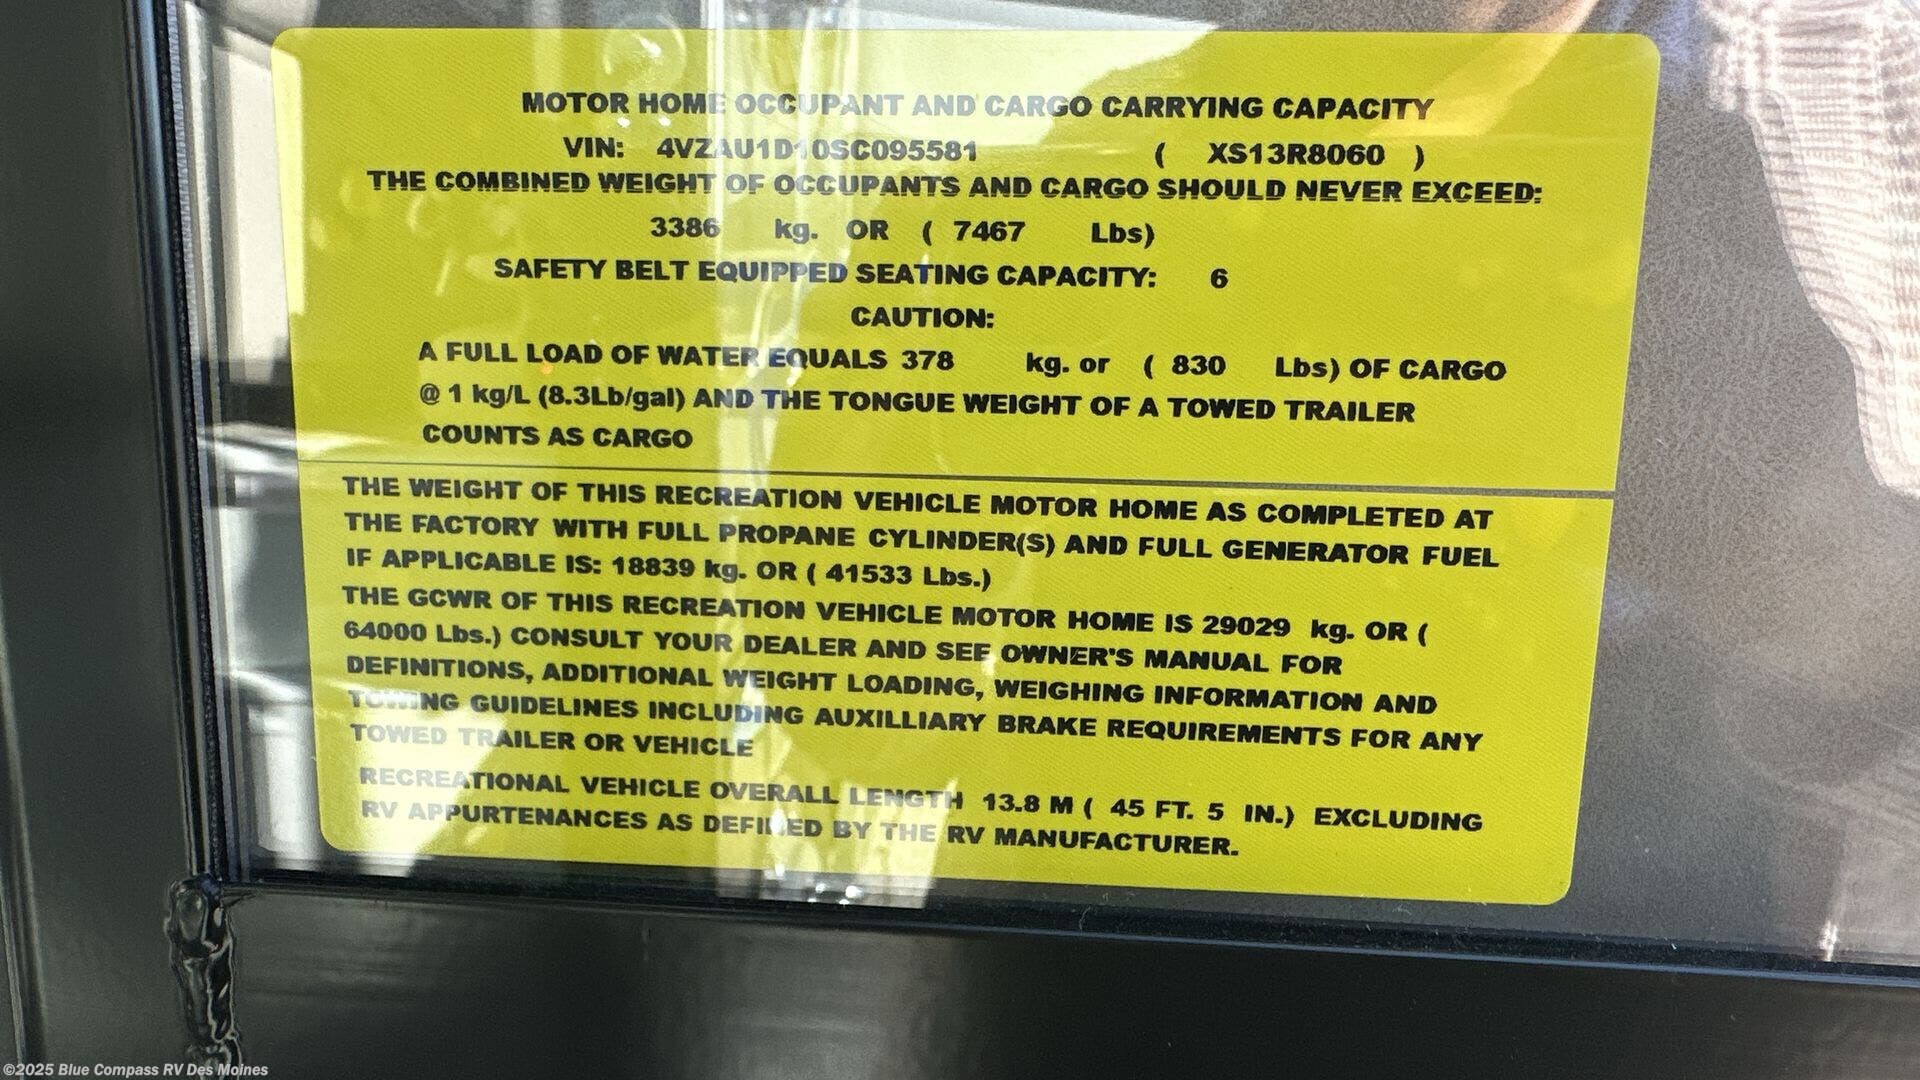 MOTOR HOME OCCUPANT AND CARGO CARRYING CAPACITY
VIN: 4VZAU1D10SC095581 ( XS13R8060 )
THE COMBINED WEIGHT OF OCCUPANTS AND CARGO SHOULD NEVER EXCEED:
3386 kg. OR ( 7467 Lbs)
SAFETY BELT EQUIPPED SEATING CAPACITY: 6
CAUTION:
A FULL LOAD OF WATER EQUALS 378 kg. or ( 830 Lbs) OF CARGO
@ 1 kg/L (8.3Lb/gal) AND THE TONGUE WEIGHT OF A TOWED TRAILER
COUNTS AS CARGO
THE WEIGHT OF THIS RECREATION VEHICLE MOTOR HOME AS COMPLETED AT
THE FACTORY WITH FULL PROPANE CYLINDER(S) AND FULL GENERATOR FUEL
IF APPLICABLE IS: 18839 kg. OR ( 41533 Lbs.)
THE GCWR OF THIS RECREATION VEHICLE MOTOR HOME IS 29029 kg. OR (
64000 Lbs.) CONSULT YOUR DEALER AND SEE OWNER'S MANUAL FOR
DEFINITIONS, ADDITIONAL WEIGHT LOADING, WEIGHING INFORMATION AND
TOWING GUIDELINES INCLUDING AUXILLIARY BRAKE REQUIREMENTS FOR ANY
TOWED TRAILER OR VEHICLE
RECREATIONAL VEHICLE OVERALL LENGTH 13.8 M ( 45 FT. 5 IN.) EXCLUDING
RV APPURTENANCES AS DEFINED BY THE RV MANUFACTURER.
©2025 Blue Compass RV Des Moines